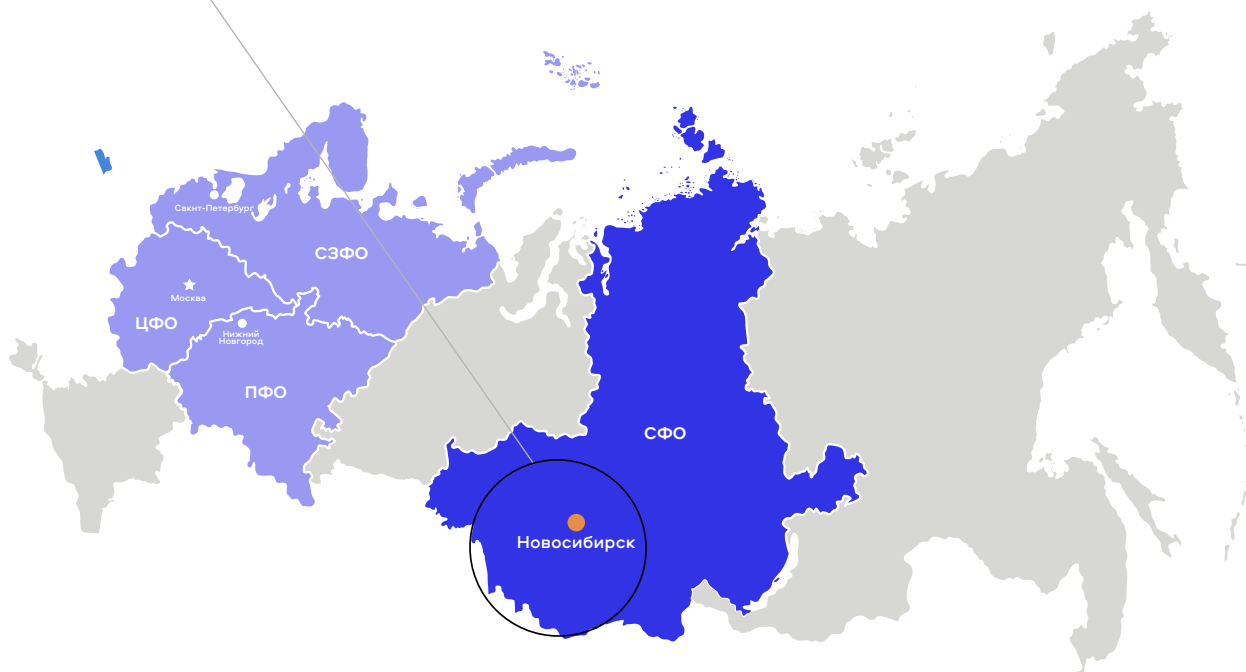 Сакнт-Петербург
СЗФО
Москва
ЦФО
Нижний
Новгород
ПФО
СФО
Новосибирск